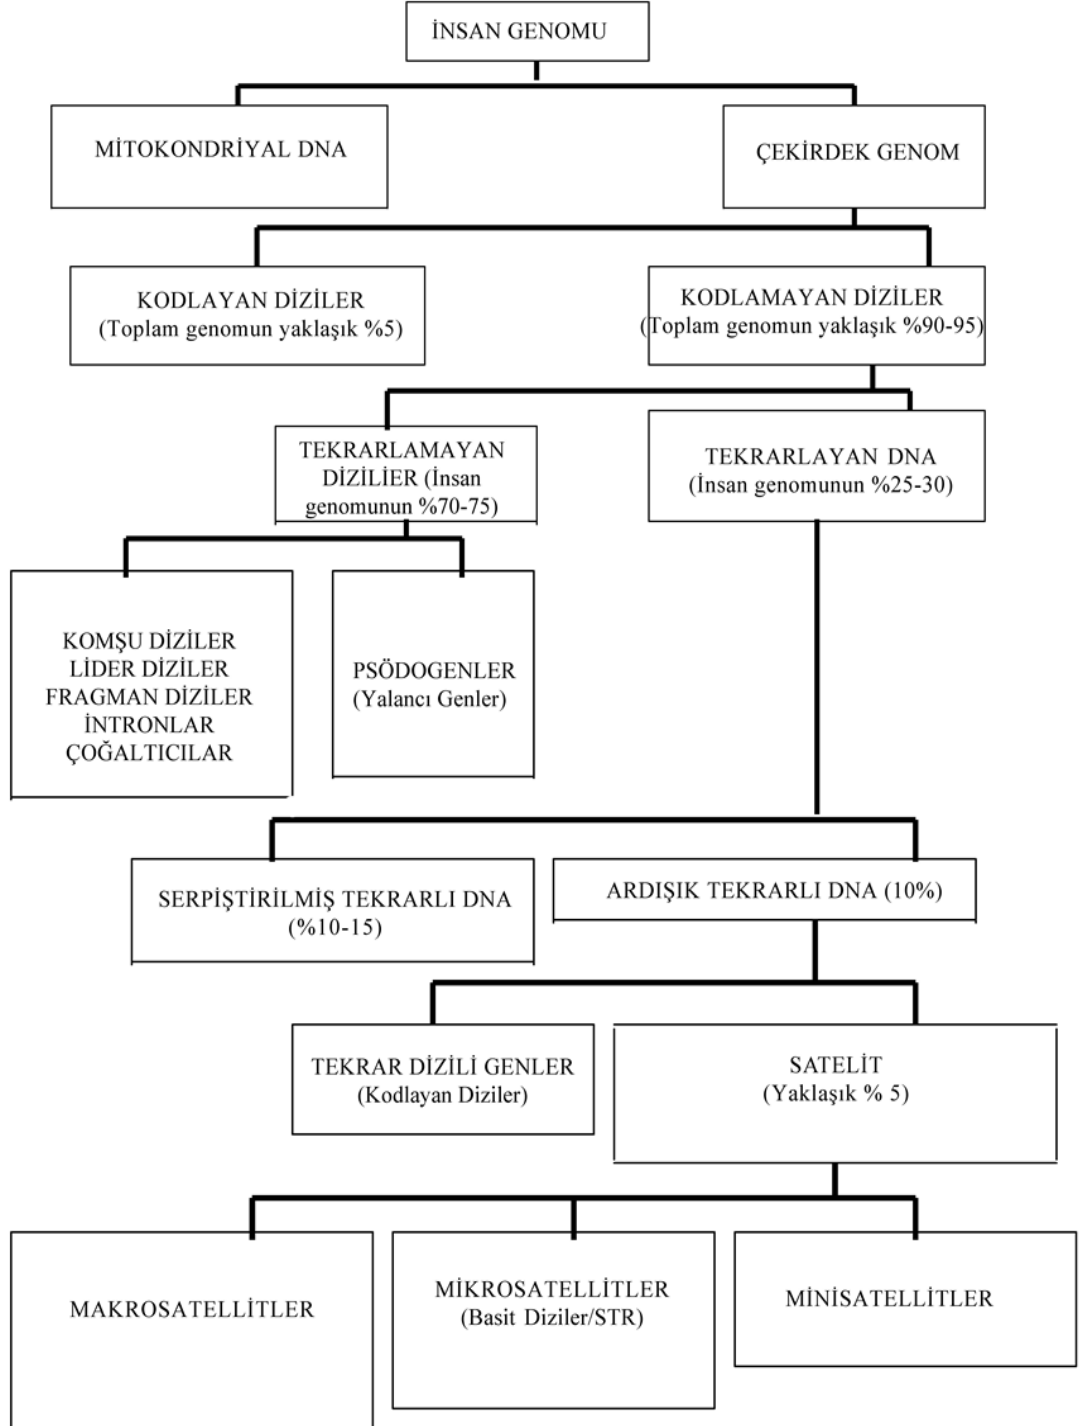 İNSAN GENOMU
MİTOKONDRİYAL DNA
ÇEKİRDEK GENOM
KODLAYAN DİZİLER
(Toplam genomun yaklaşık %5)
KODLAMAYAN DİZİLER
(Toplam genomun yaklaşık %90-95)
TEKRARLAMAYAN
DİZİLİER (İnsan
genomunun %70-75)
TEKRARLAYAN DNA
(İnsan genomunun %25-30)
KOMŞU DİZİLER
LİDER DİZİLER
FRAGMAN DİZİLER
İNTRONLAR
ÇOĞALTICILAR
PSÖDOGENLER
(Yalancı Genler)
SERPİŞTİRİLMİŞ TEKRARLI DNA
(%10-15)
ARDIŞIK TEKRARLI DNA (10%)
TEKRAR DİZİLİ GENLER
(Kodlayan Diziler)
SATELİT
(Yaklaşık % 5)
MAKROSATELLİTLER
MİKROSATELLİTLER
(Basit Diziler/STR)
MİNİSATELLİTLER